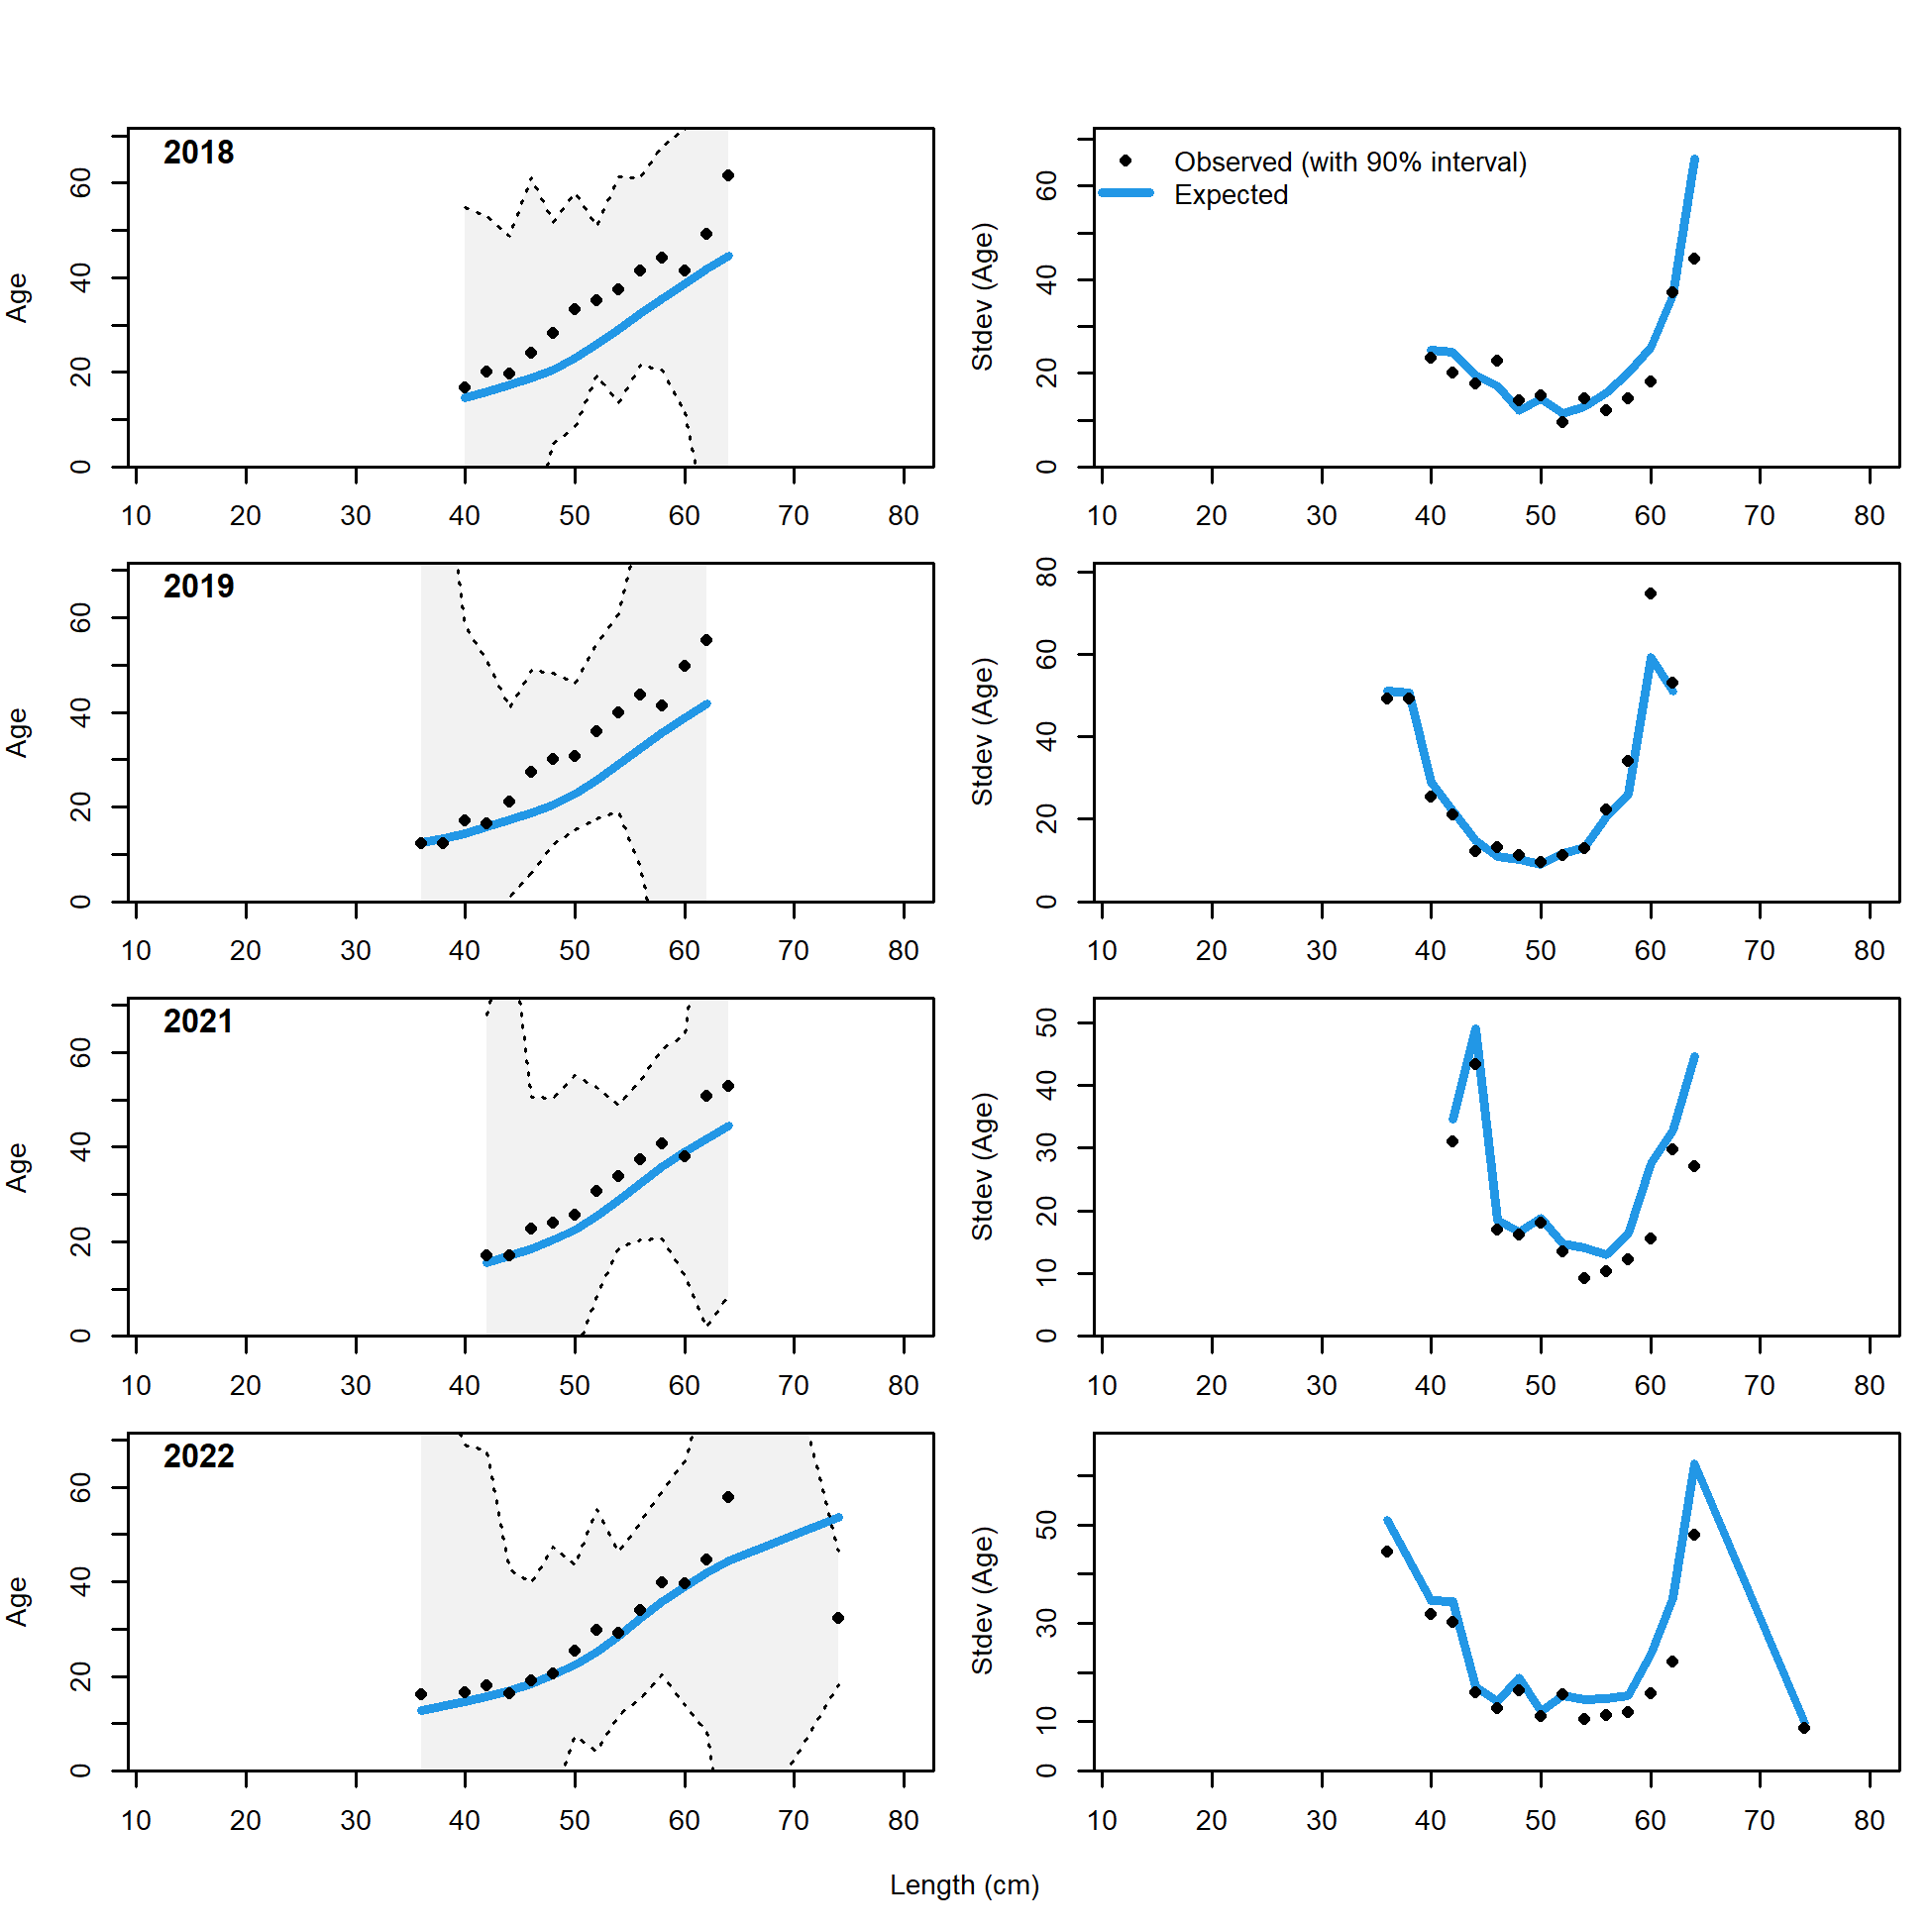 2018
Age
0 20 40 60
10 20 30 40 50 60 70 80
Observed (with 90% interval)
Expected
Stdev (Age)
0 20 40 60
10 20 30 40 50 60 70 80
2019
Age
0 20 40 60
10 20 30 40 50 60 70 80
Stdev (Age)
0 20 40 60 80
10 20 30 40 50 60 70 80
2021
Age
0 20 40 60
10 20 30 40 50 60 70 80
Stdev (Age)
0 10 20 30 40 50
10 20 30 40 50 60 70 80
2022
Age
0 20 40 60
10 20 30 40 50 60 70 80
Stdev (Age)
0 10 30 50
10 20 30 40 50 60 70 80
Length (cm)